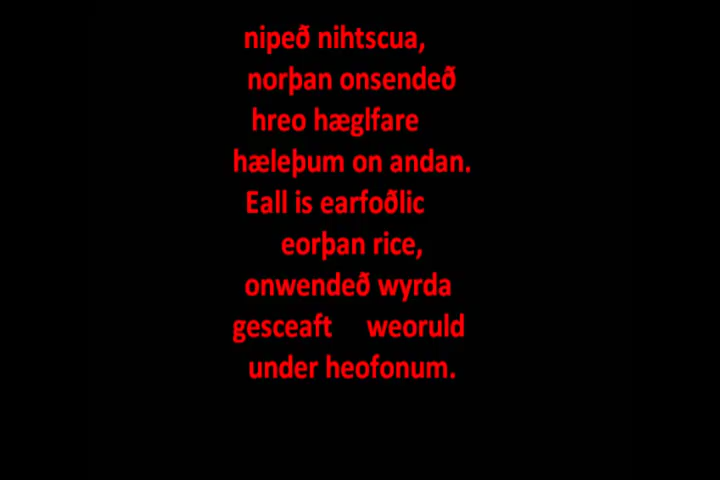 nipeð nihtscua,
norþan onsendeð
hreo hæglfare
hæleþum on andan.
Eall is earfoðlic
eorþan rice,
onwendeð wyrda
gesceaft weoruld
under heofonum.